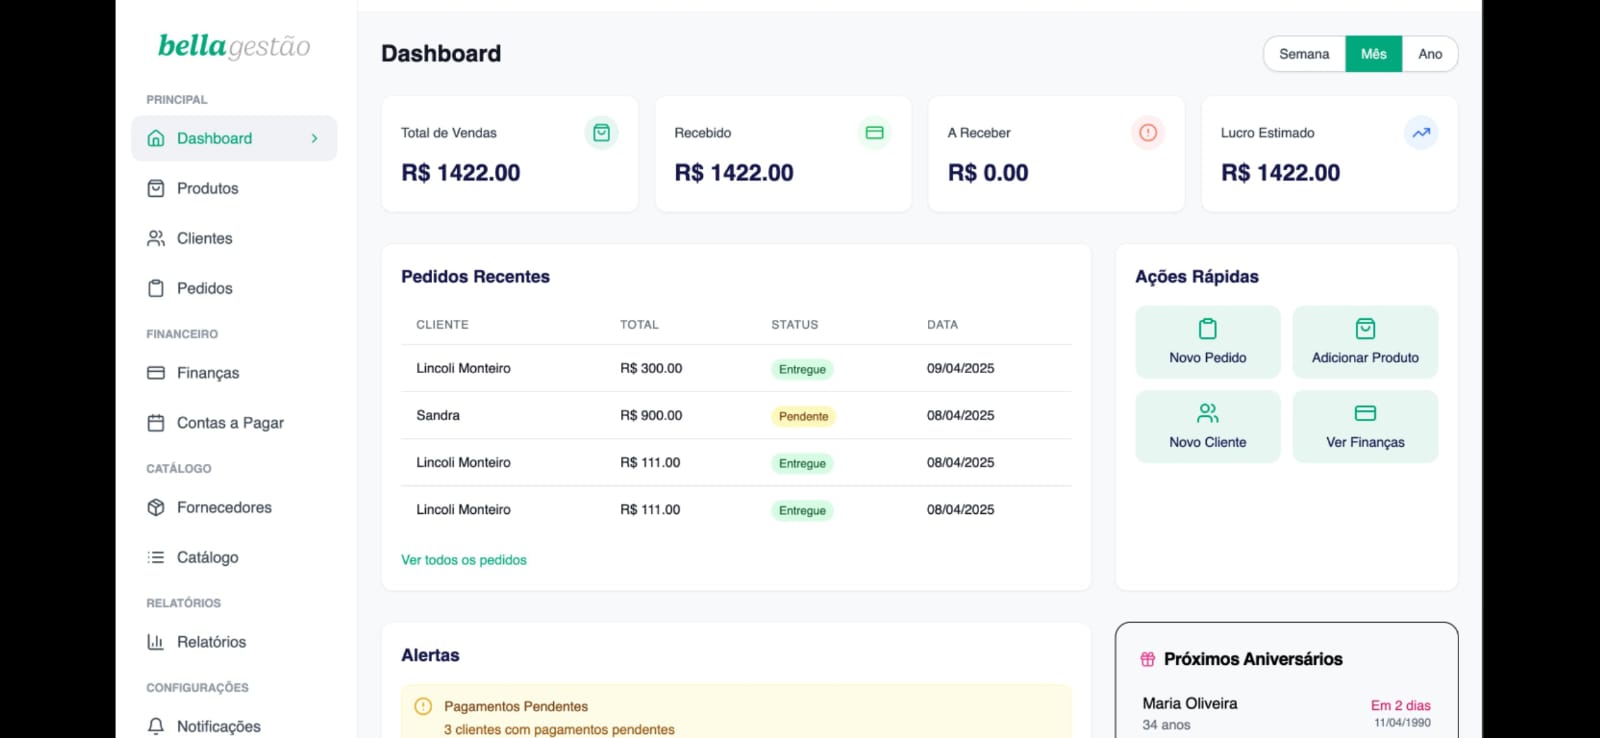 bellagestão
PRINCIPAL
Dashboard
Produtos
Clientes
Pedidos
FINANCEIRO
Finanças
Contas a Pagar
CATÁLOGO
Fornecedores
Catálogo
RELATÓRIOS
Relatórios
CONFIGURAÇÕES
Notificações
Dashboard
Semana Mês Ano
Total de Vendas
R$ 1422.00
Recebido
R$ 1422.00
A Receber
R$ 0.00
Lucro Estimado
R$ 1422.00
Pedidos Recentes
CLIENTE TOTAL STATUS DATA
Lincoli Monteiro R$ 300.00 Entregue 09/04/2025
Sandra R$ 900.00 Pendente 08/04/2025
Lincoli Monteiro R$ 111.00 Entregue 08/04/2025
Lincoli Monteiro R$ 111.00 Entregue 08/04/2025
Ver todos os pedidos
Ações Rápidas
Novo Pedido
Adicionar Produto
Novo Cliente
Ver Finanças
Alertas
Pagamentos Pendentes
3 clientes com pagamentos pendentes
Próximos Aniversários
Maria Oliveira Em 2 dias
34 anos 11/04/1990